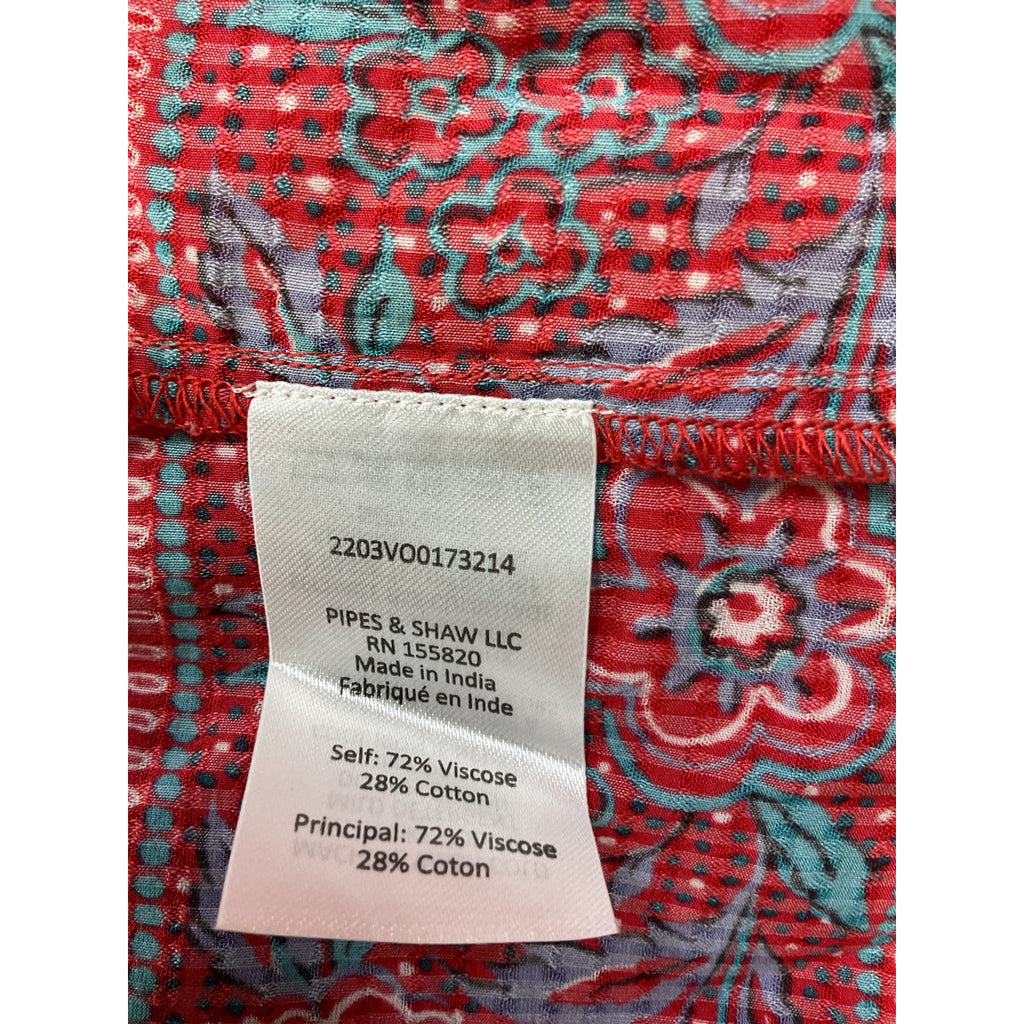 2203VO0173214
PIPES & SHAW LLC
RN 155820
Made in India
Fabriqué en Inde
Self: 72% Viscose
28% Cotton
Principal: 72% Viscose
28% Coton